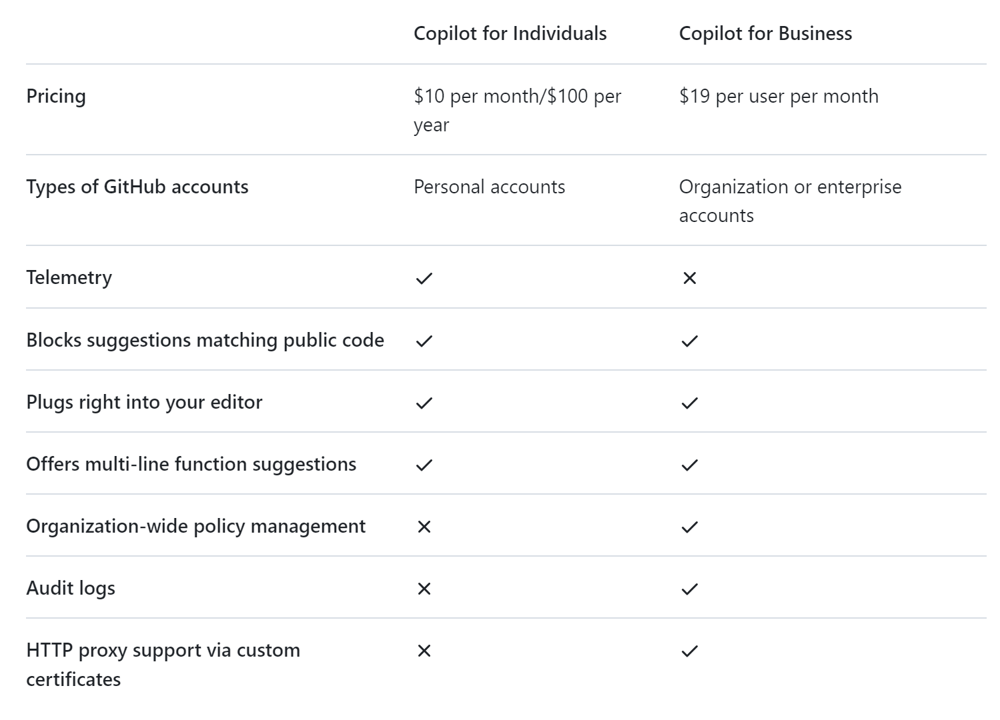 Copilot for Individuals Copilot for Business
Pricing $10 per month/$100 per $19 per user per month
year
Types of GitHub accounts Personal accounts Organization or enterprise
accounts
Telemetry ✓ ✕
Blocks suggestions matching public code ✓ ✓
Plugs right into your editor ✓ ✓
Offers multi-line function suggestions ✓ ✓
Organization-wide policy management ✕ ✓
Audit logs ✕ ✓
HTTP proxy support via custom ✕ ✓
certificates